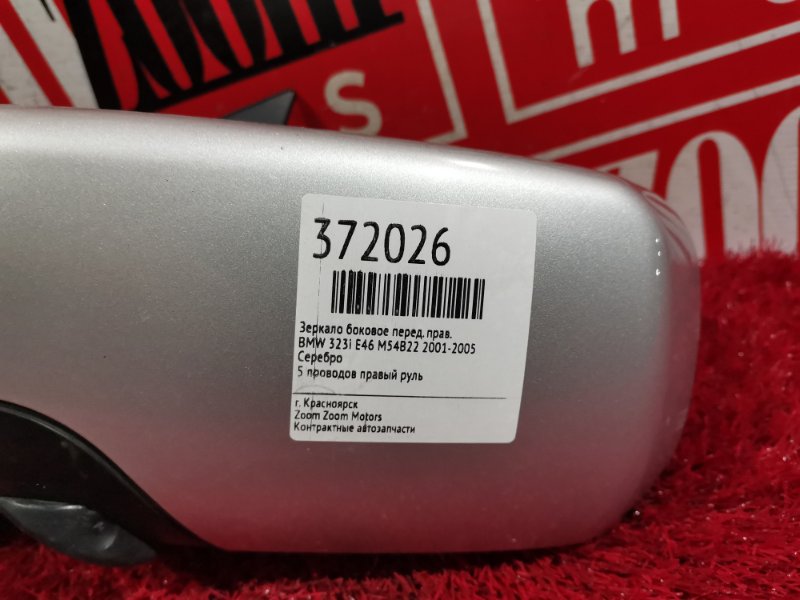 S
372026
Зеркало боковое перед. прав.
BMW 323i E46 M54B22 2001-2005
Серебро
5 проводов правый руль
г. Красноярск
Zoom Zoom Motors
Контрактные автозапчасти